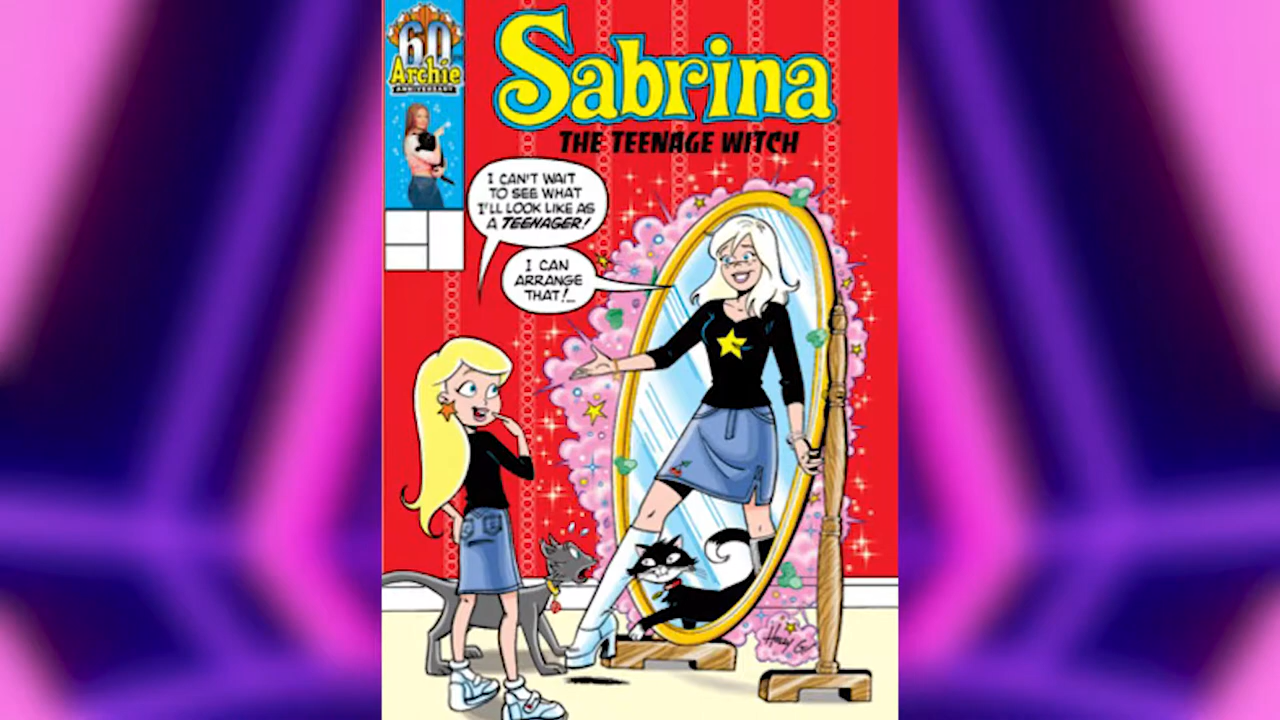 60
Archie
ANNIVERSARY
Sabrina
THE TEENAGE WITCH
I CAN'T WAIT
TO SEE WHAT
I'LL LOOK LIKE AS
A TEENAGER!
I CAN
ARRANGE
THAT!...
Holly G!